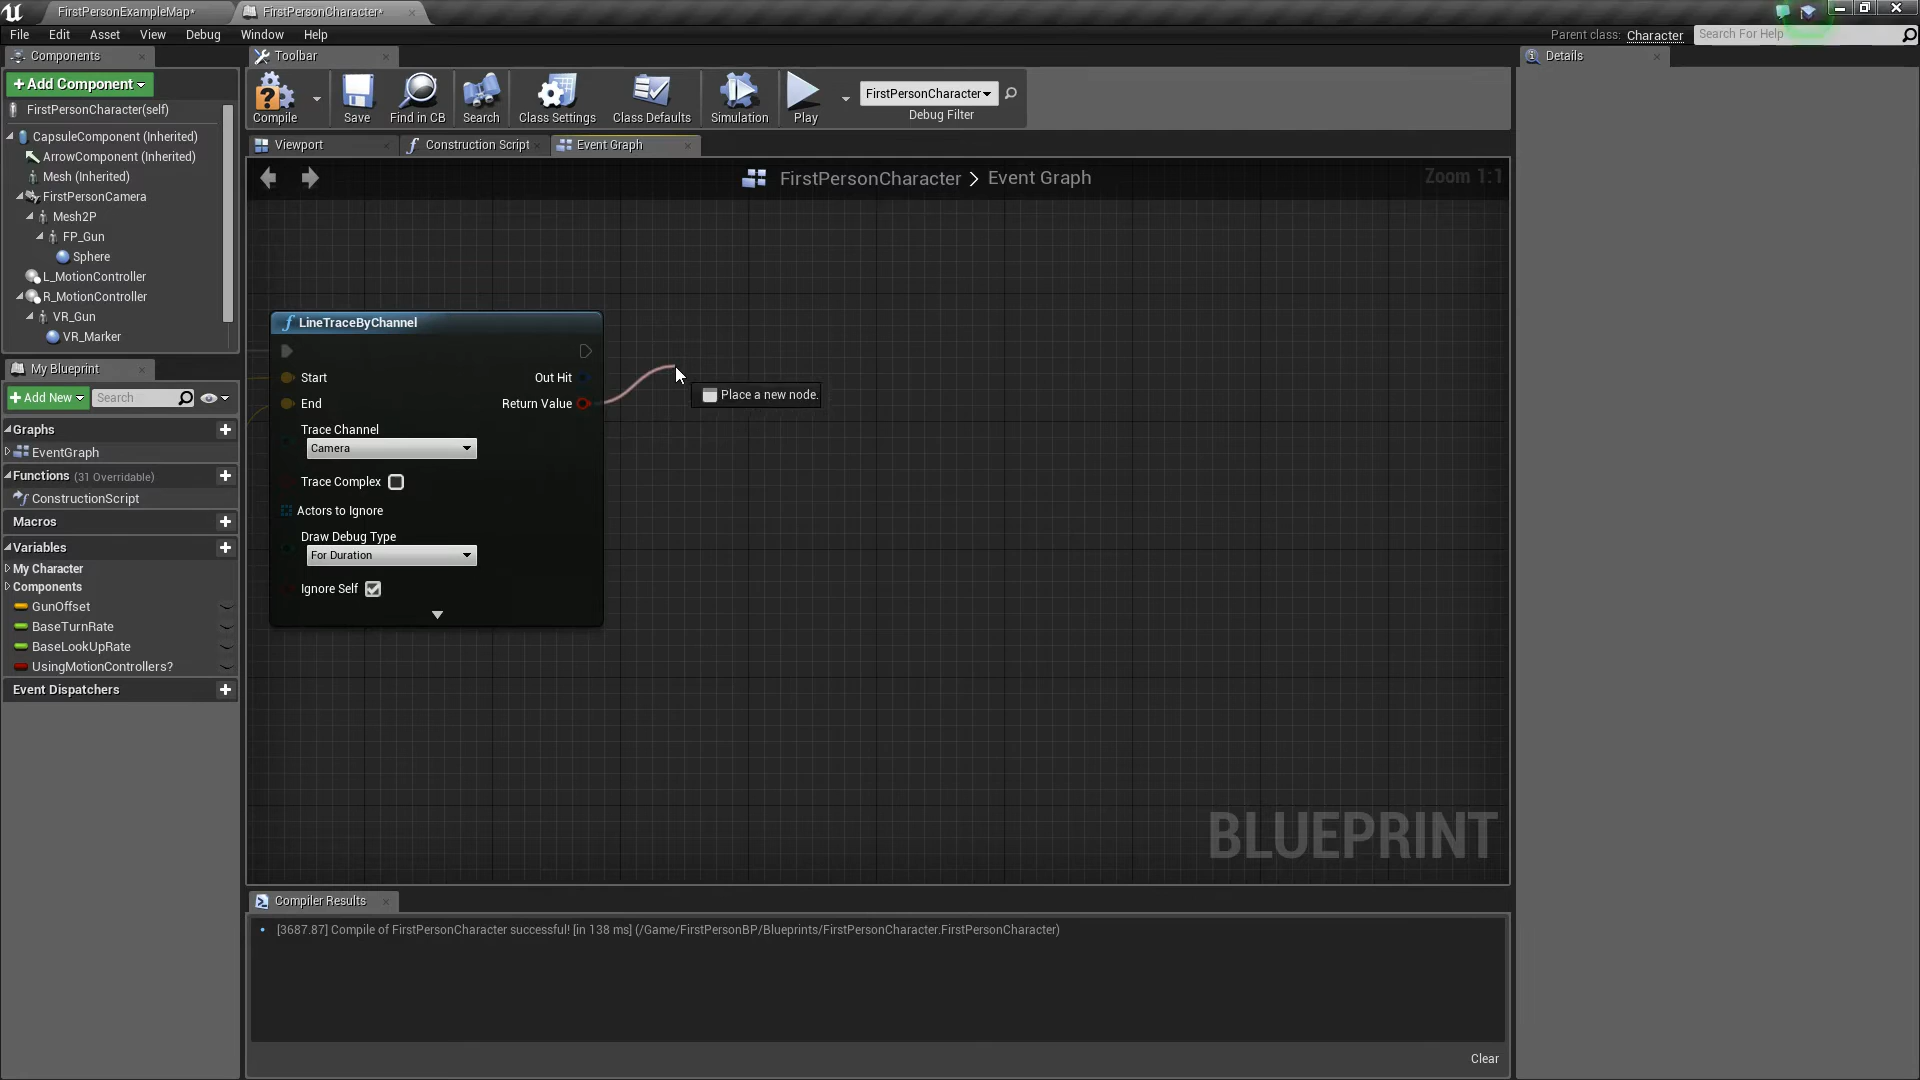 FirstPersonExampleMap*
FirstPersonCharacter*
File Edit Asset View Debug Window Help
Parent class: Character
Search For Help
Components
Toolbar
Details
+Add Component
FirstPersonCharacter(self)
CapsuleComponent (Inherited)
ArrowComponent (Inherited)
Mesh (Inherited)
FirstPersonCamera
Mesh2P
FP_Gun
Sphere
L_MotionController
R_MotionController
VR_Gun
VR_Marker
Compile
Save
Find in CB
Search
Class Settings
Class Defaults
Simulation
Play
FirstPersonCharacter
Debug Filter
Viewport
Construction Script
Event Graph
FirstPersonCharacter > Event Graph
Zoom 1:1
My Blueprint
+Add New
Search
Graphs
EventGraph
Functions (31 Overridable)
ConstructionScript
Macros
Variables
My Character
Components
GunOffset
BaseTurnRate
BaseLookUpRate
UsingMotionControllers?
Event Dispatchers
LineTraceByChannel
Start
Out Hit
End
Return Value
Trace Channel
Camera
Trace Complex
Actors to Ignore
Draw Debug Type
For Duration
Ignore Self
Place a new node.
BLUEPRINT
Compiler Results
[3687.87] Compile of FirstPersonCharacter successful! [in 138 ms] (/Game/FirstPersonBP/Blueprints/FirstPersonCharacter.FirstPersonCharacter)
Clear